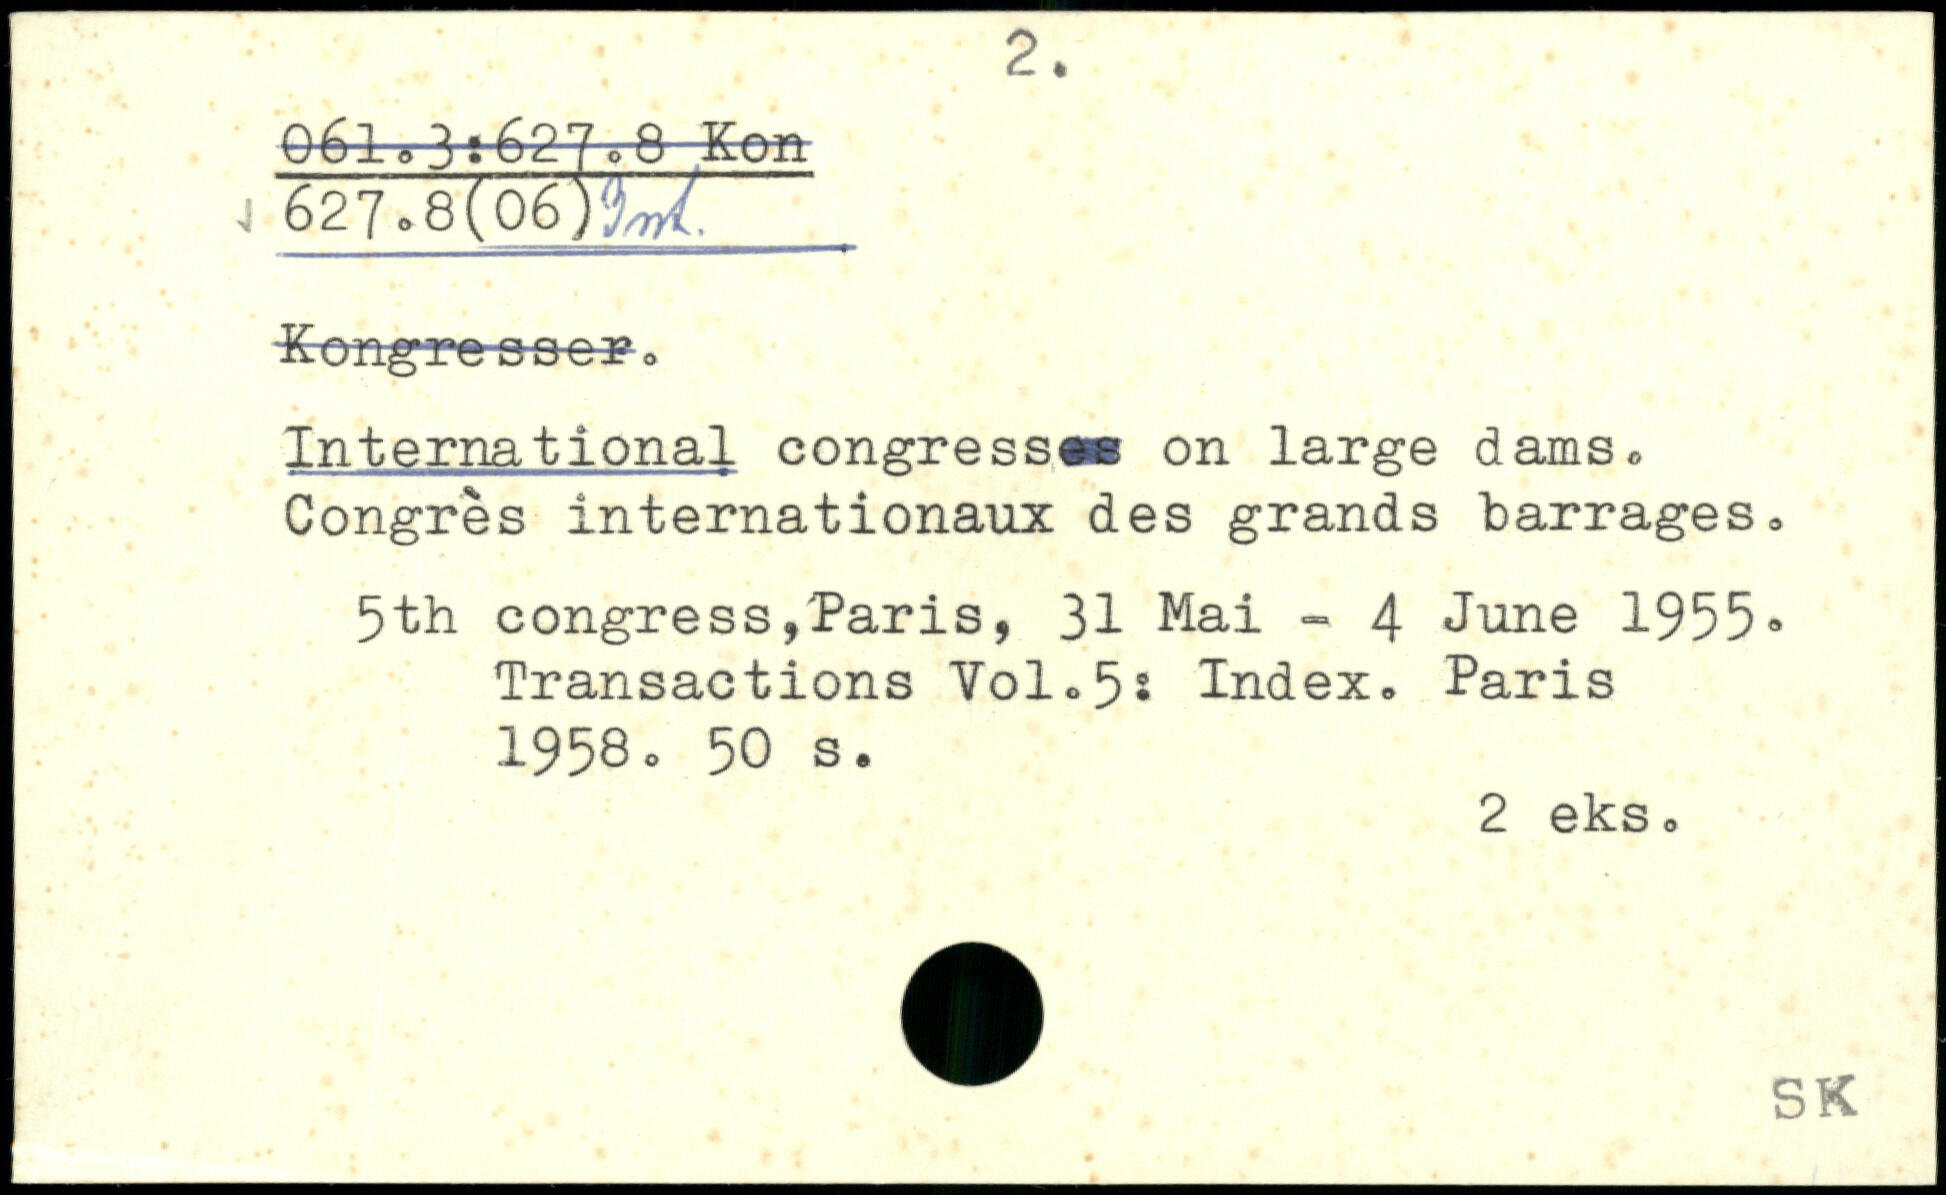 2.
061.3:627.8 Kon
627.8(06) Int.
Kongresser.
International congresses on large dams.
Congrès internationaux des grands barrages.
5th congress, Paris, 31 Mai - 4 June 1955.
Transactions Vol.5: Index. Paris
1958. 50 s.
2 eks.
SK